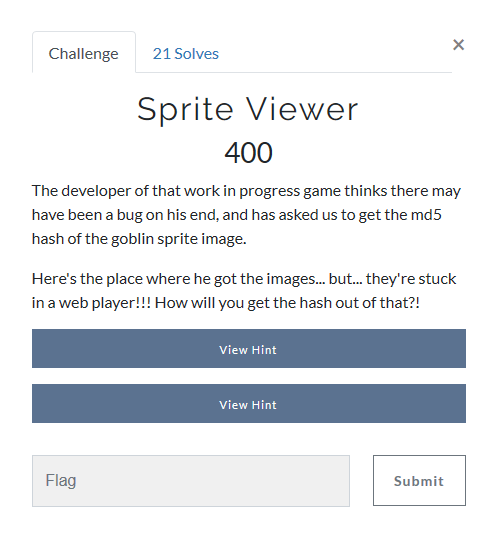 Challenge
21 Solves
×
Sprite Viewer
400
The developer of that work in progress game thinks there may
have been a bug on his end, and has asked us to get the md5
hash of the goblin sprite image.
Here's the place where he got the images... but... they're stuck
in a web player!!! How will you get the hash out of that?!
View Hint
View Hint
Flag
Submit